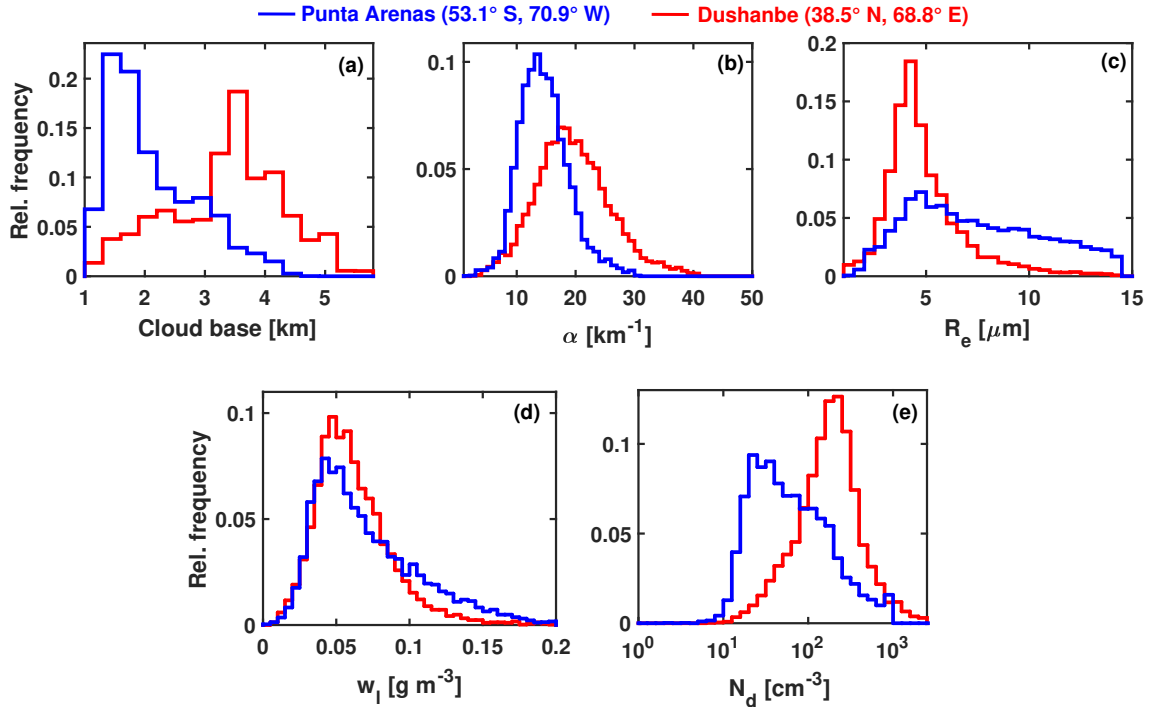 Punta Arenas (53.1° S, 70.9° W) Dushanbe (38.5° N, 68.8° E)
(a)
Rel. frequency
0.2
0.15
0.1
0.05
0
1 2 3 4 5
Cloud base [km]
(b)
0.1
0.05
0
10 20 30 40 50
α [km⁻¹]
(c)
0.2
0.15
0.1
0.05
0
5 10 15
R_e [μm]
(d)
Rel. frequency
0.1
0.05
0
0 0.05 0.1 0.15 0.2
w_l [g m⁻³]
(e)
0.1
0.05
0
10⁰ 10¹ 10² 10³
N_d [cm⁻³]